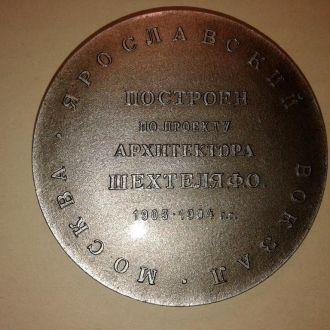 МОСКВА · ЯРОСЛАВСКИЙ ВОКЗАЛ ·
ПОСТРОЕН
ПО ПРОЕКТУ
АРХИТЕКТОРА
ШЕХТЕЛЯ Ф.О.
1903-1904 г.г.